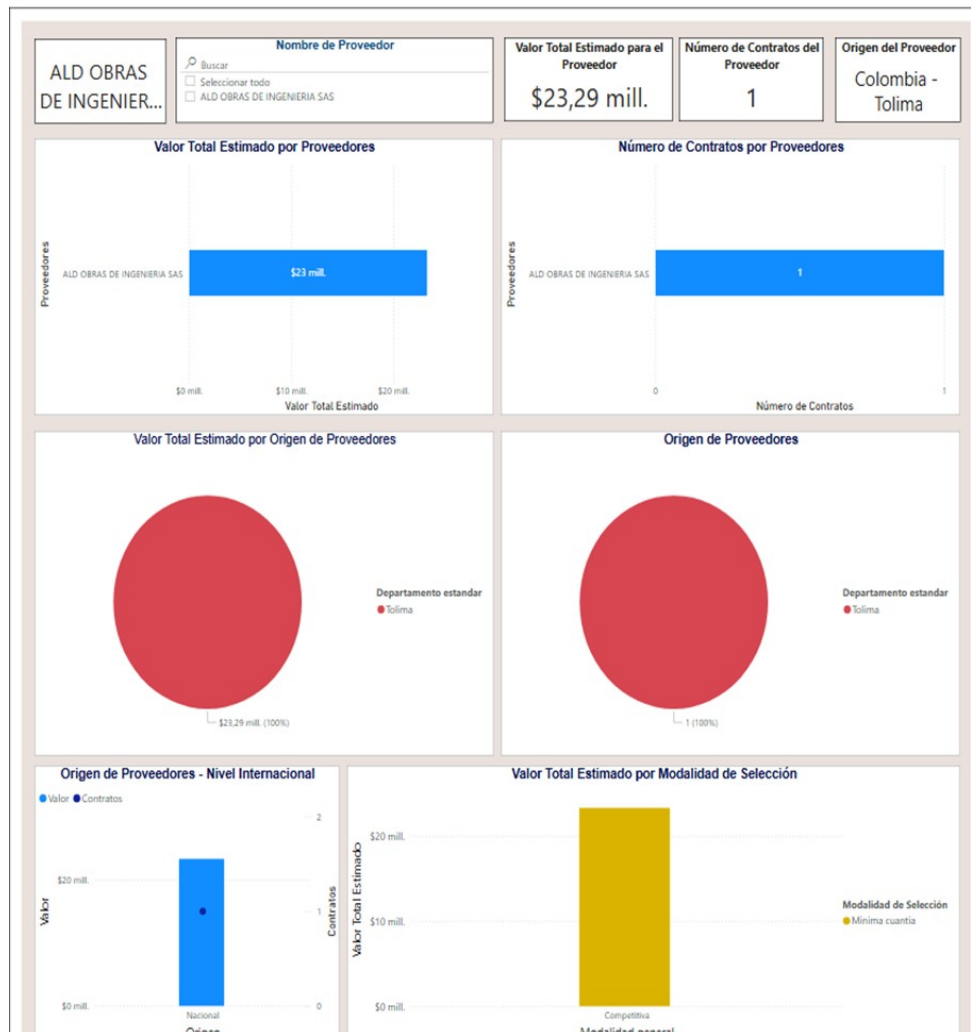 ALD OBRAS
DE INGENIER...
Nombre de Proveedor
Buscar
Seleccionar todo
ALD OBRAS DE INGENIERIA SAS
Valor Total Estimado para el
Proveedor
$23,29 mill.
Número de Contratos del
Proveedor
1
Origen del Proveedor
Colombia -
Tolima
Valor Total Estimado por Proveedores
Proveedores
ALD OBRAS DE INGENIERIA SAS
$23 mill.
$0 mill.
$10 mill.
$20 mill.
Valor Total Estimado
Número de Contratos por Proveedores
Proveedores
ALD OBRAS DE INGENIERIA SAS
1
0
1
Número de Contratos
Valor Total Estimado por Origen de Proveedores
Departamento estandar
Tolima
$23,29 mill. (100%)
Origen de Proveedores
Departamento estandar
Tolima
1 (100%)
Origen de Proveedores - Nivel Internacional
Valor
Contratos
2
$20 mill.
Valor
1
Contratos
$0 mill.
0
Nacional
Origen
Valor Total Estimado por Modalidad de Selección
Valor Total Estimado
$20 mill.
$10 mill.
$0 mill.
Competitiva
Modalidad general
Modalidad de Selección
Mínima cuantía